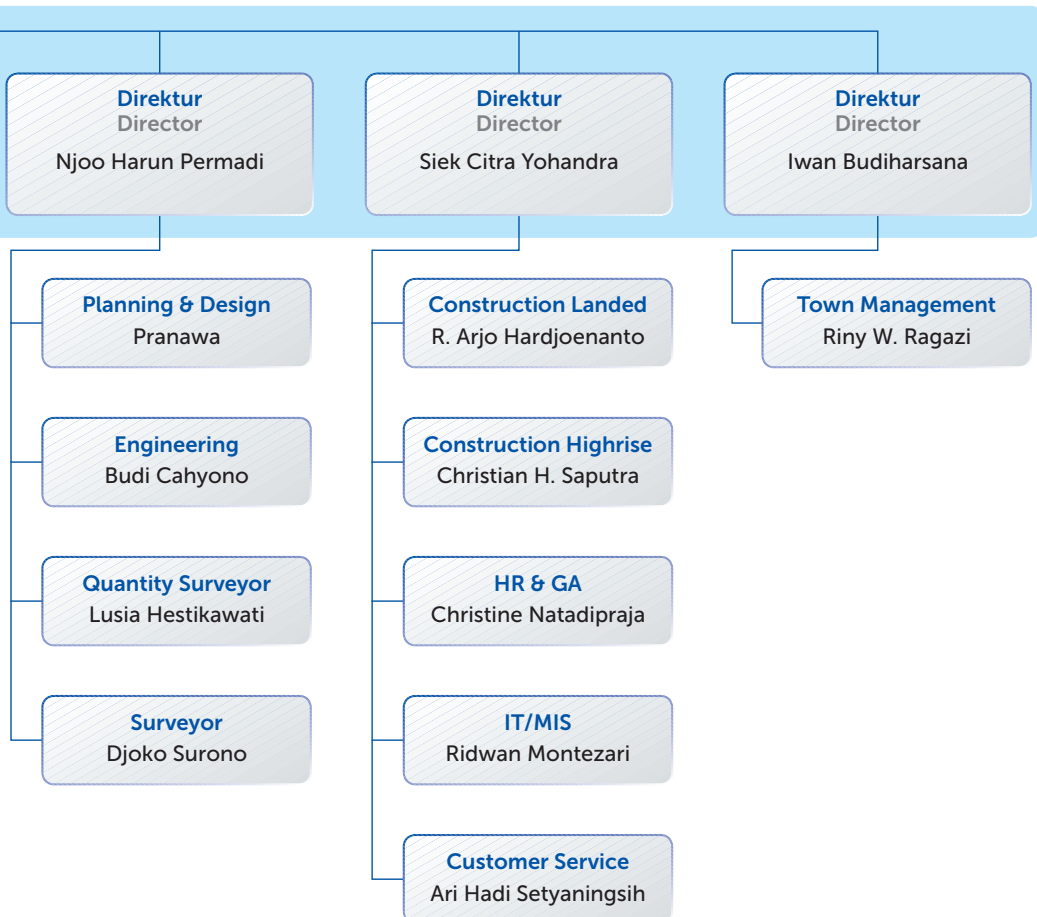 Direktur
Director
Njoo Harun Permadi
Direktur
Director
Siek Citra Yohandra
Direktur
Director
Iwan Budiharsana
Planning & Design
Pranawa
Engineering
Budi Cahyono
Quantity Surveyor
Lusia Hestikawati
Surveyor
Djoko Surono
Construction Landed
R. Arjo Hardjoenanto
Construction Highrise
Christian H. Saputra
HR & GA
Christine Natadipraja
IT/MIS
Ridwan Montezari
Customer Service
Ari Hadi Setyaningsih
Town Management
Riny W. Ragazi